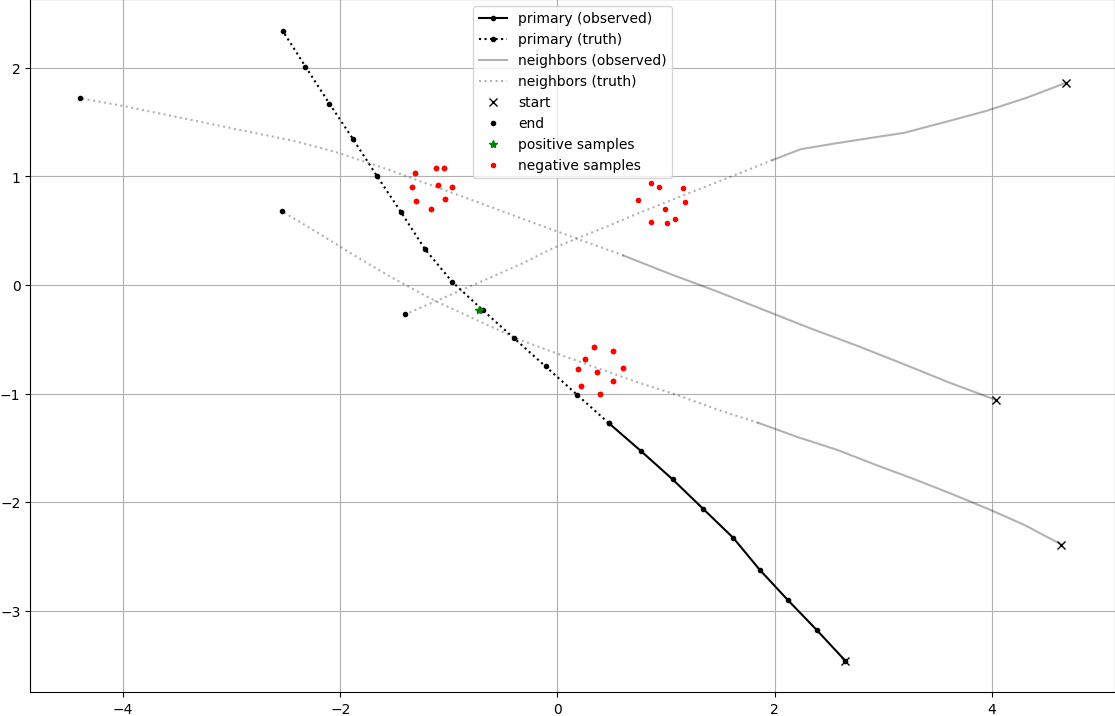 primary (observed)
primary (truth)
neighbors (observed)
neighbors (truth)
start
end
positive samples
negative samples
2
1
0
−1
−2
−3
−4
−2
0
2
4